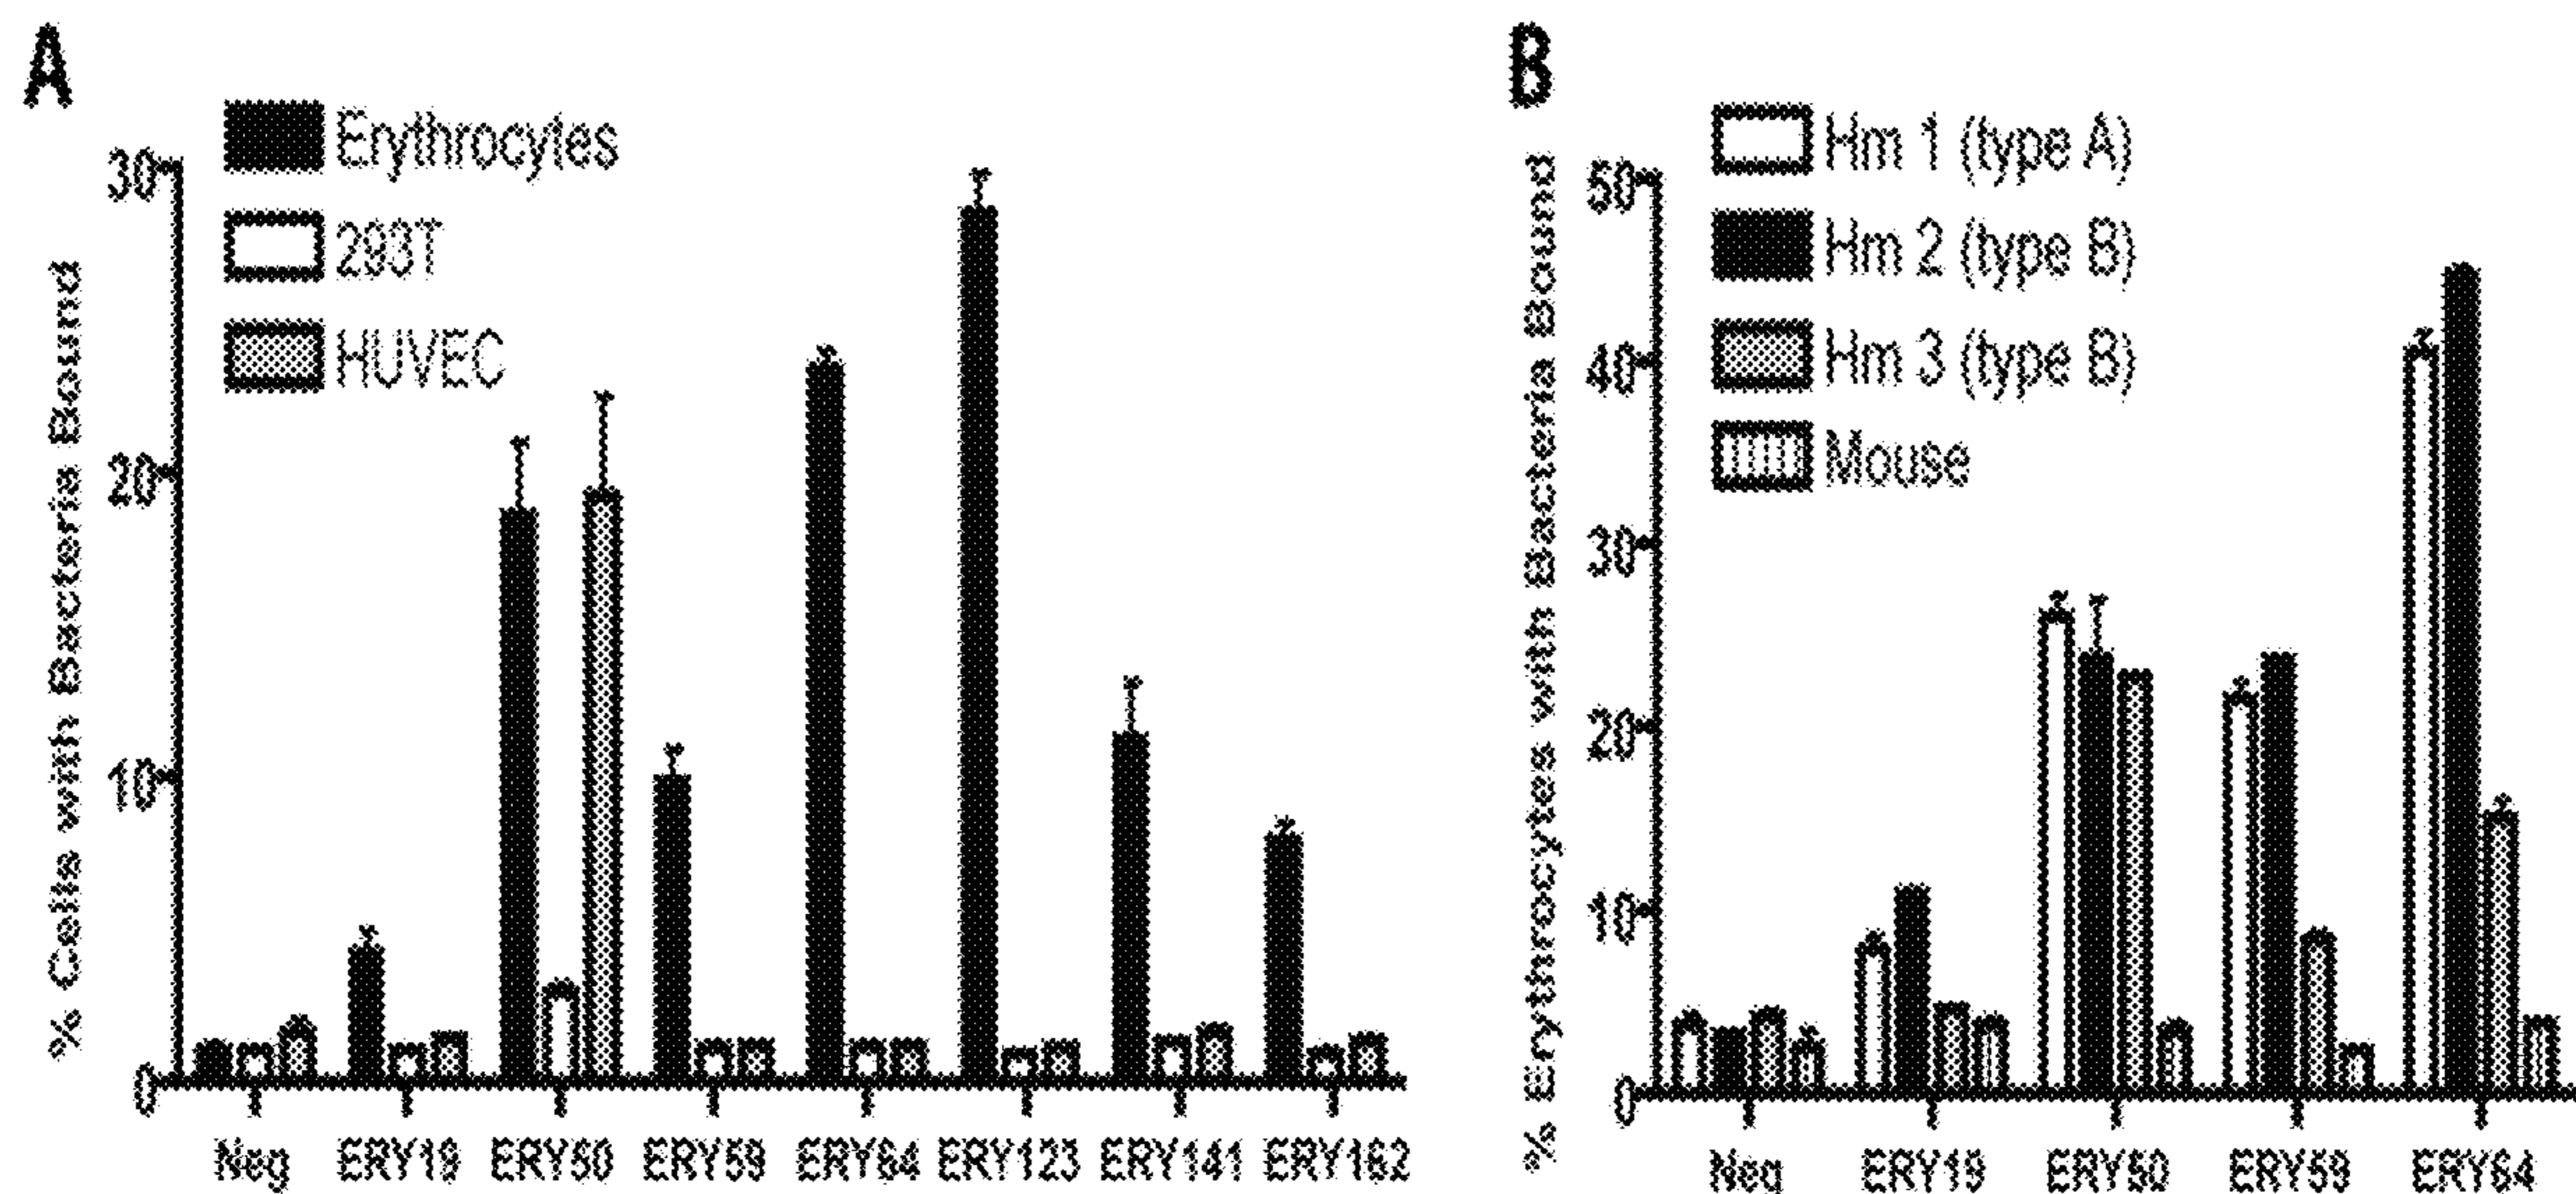 A
Erythrocytes
293T
HUVEC
% Cells with Bacteria Bound
30
20
10
0
Neg ERY19 ERY50 ERY59 ERY64 ERY123 ERY141 ERY162
B
Hm 1 (type A)
Hm 2 (type B)
Hm 3 (type B)
Mouse
% Erythrocytes with Bacteria Bound
50
40
30
20
10
0
Neg ERY19 ERY50 ERY59 ERY64